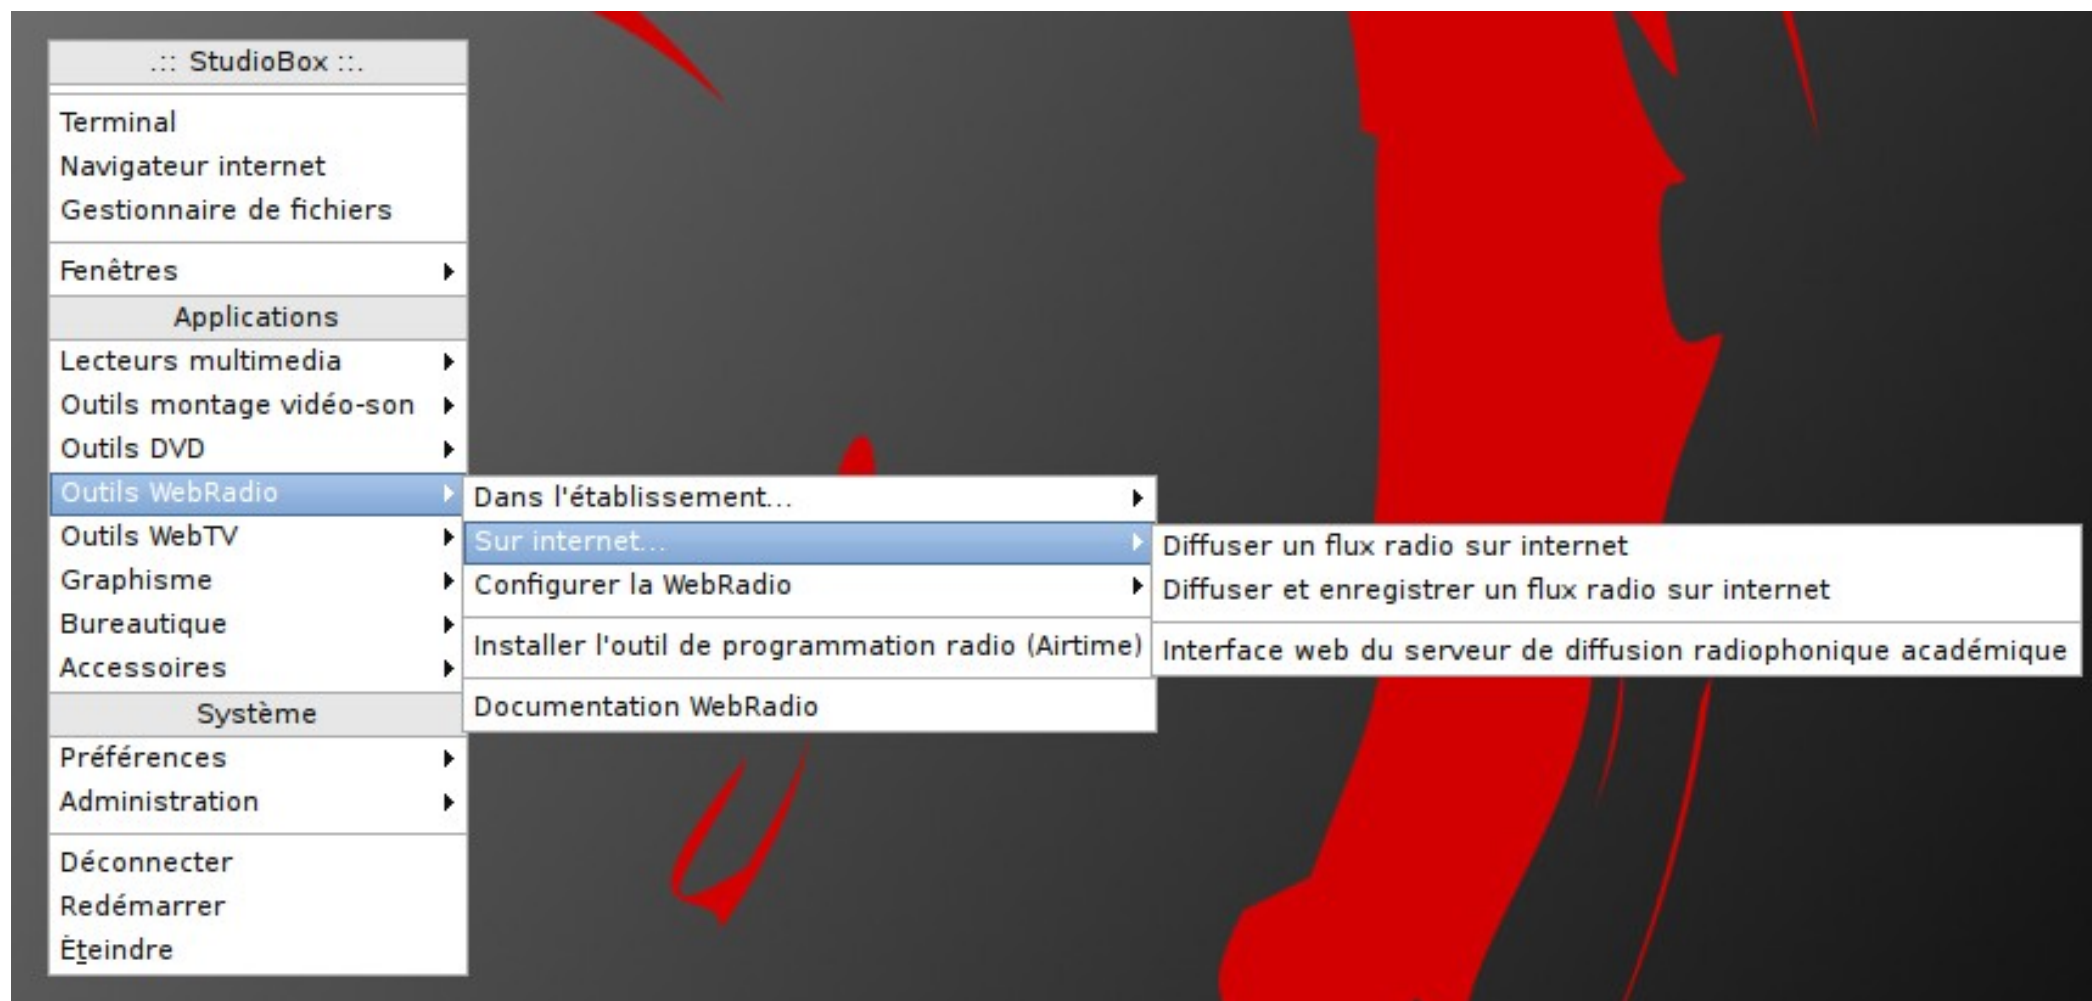 .:: StudioBox ::.
Terminal
Navigateur internet
Gestionnaire de fichiers
Fenêtres
Applications
Lecteurs multimedia
Outils montage vidéo-son
Outils DVD
Outils WebRadio
Outils WebTV
Graphisme
Bureautique
Accessoires
Système
Préférences
Administration
Déconnecter
Redémarrer
Éteindre
Dans l'établissement...
Sur internet...
Configurer la WebRadio
Installer l'outil de programmation radio (Airtime)
Documentation WebRadio
Diffuser un flux radio sur internet
Diffuser et enregistrer un flux radio sur internet
Interface web du serveur de diffusion radiophonique académique